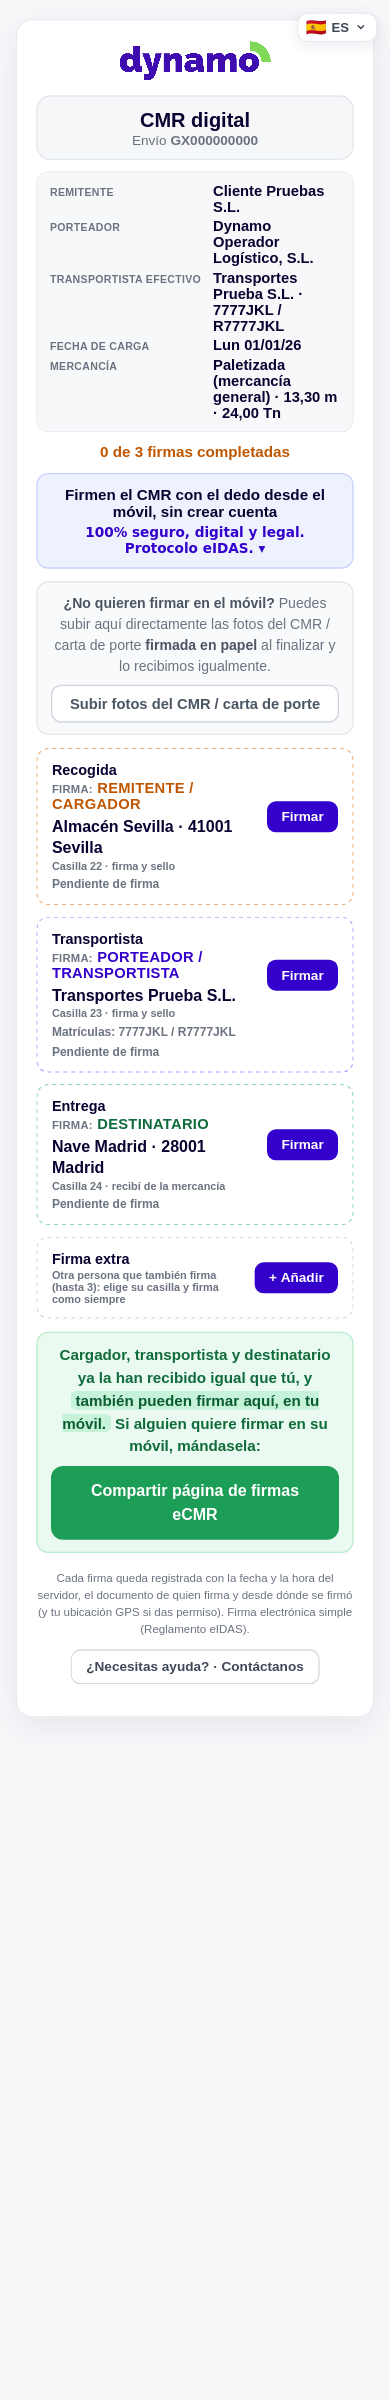 🇪🇸 ES
dynamo
CMR digital
Envío GX000000000
REMITENTE
Cliente Pruebas
S.L.
PORTEADOR
Dynamo
Operador
Logístico, S.L.
TRANSPORTISTA EFECTIVO
Transportes
Prueba S.L. ·
7777JKL /
R7777JKL
FECHA DE CARGA
Lun 01/01/26
MERCANCÍA
Paletizada
(mercancía
general) · 13,30 m
· 24,00 Tn
0 de 3 firmas completadas
Firmen el CMR con el dedo desde el
móvil, sin crear cuenta
100% seguro, digital y legal.
Protocolo eIDAS. ▾
¿No quieren firmar en el móvil? Puedes
subir aquí directamente las fotos del CMR /
carta de porte firmada en papel al finalizar y
lo recibimos igualmente.
Subir fotos del CMR / carta de porte
Recogida
FIRMA: REMITENTE /
CARGADOR
Almacén Sevilla · 41001
Sevilla
Casilla 22 · firma y sello
Pendiente de firma
Firmar
Transportista
FIRMA: PORTEADOR /
TRANSPORTISTA
Transportes Prueba S.L.
Casilla 23 · firma y sello
Matrículas: 7777JKL / R7777JKL
Pendiente de firma
Firmar
Entrega
FIRMA: DESTINATARIO
Nave Madrid · 28001
Madrid
Casilla 24 · recibí de la mercancía
Pendiente de firma
Firmar
Firma extra
Otra persona que también firma
(hasta 3): elige su casilla y firma
como siempre
+ Añadir
Cargador, transportista y destinatario
ya la han recibido igual que tú, y
también pueden firmar aquí, en tu
móvil. Si alguien quiere firmar en su
móvil, mándasela:
Compartir página de firmas
eCMR
Cada firma queda registrada con la fecha y la hora del
servidor, el documento de quien firma y desde dónde se firmó
(y tu ubicación GPS si das permiso). Firma electrónica simple
(Reglamento eIDAS).
¿Necesitas ayuda? · Contáctanos